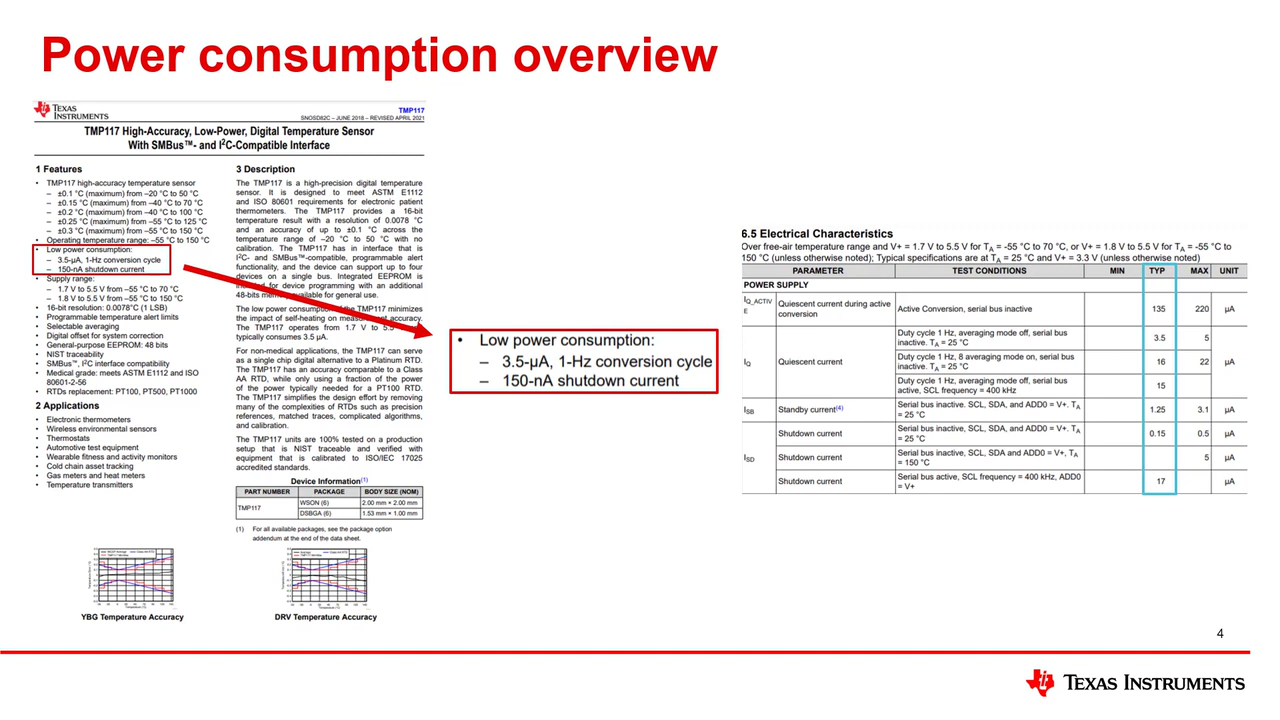 Power consumption overview
TEXAS
INSTRUMENTS
TMP117
SNOSD82C – JUNE 2018 – REVISED APRIL 2021
TMP117 High-Accuracy, Low-Power, Digital Temperature Sensor
With SMBus™- and I²C-Compatible Interface
1 Features
• TMP117 high-accuracy temperature sensor
– ±0.1 °C (maximum) from –20 °C to 50 °C
– ±0.15 °C (maximum) from –40 °C to 70 °C
– ±0.2 °C (maximum) from –40 °C to 100 °C
– ±0.25 °C (maximum) from –55 °C to 125 °C
– ±0.3 °C (maximum) from –55 °C to 150 °C
• Operating temperature range: –55 °C to 150 °C
• Low power consumption:
– 3.5-µA, 1-Hz conversion cycle
– 150-nA shutdown current
• Supply range:
– 1.7 V to 5.5 V from –55 °C to 70 °C
– 1.8 V to 5.5 V from –55 °C to 150 °C
• 16-bit resolution: 0.0078°C (1 LSB)
• Programmable temperature alert limits
• Selectable averaging
• Digital offset for system correction
• General-purpose EEPROM: 48 bits
• NIST traceability
• SMBus™, I²C interface compatibility
• Medical grade: meets ASTM E1112 and ISO
80601-2-56
• RTDs replacement: PT100, PT500, PT1000
2 Applications
• Electronic thermometers
• Wireless environmental sensors
• Thermostats
• Automotive test equipment
• Wearable fitness and activity monitors
• Cold chain asset tracking
• Gas meters and heat meters
• Temperature transmitters
3 Description
The TMP117 is a high-precision digital temperature
sensor. It is designed to meet ASTM E1112
and ISO 80601 requirements for electronic patient
thermometers. The TMP117 provides a 16-bit
temperature result with a resolution of 0.0078 °C
and an accuracy of up to ±0.1 °C across the
temperature range of –20 °C to 50 °C with no
calibration. The TMP117 has in interface that is
I²C- and SMBus™-compatible, programmable alert
functionality, and the device can support up to four
devices on a single bus. Integrated EEPROM is
for device programming with an additional
48-bits available for general use.
The low power consumption of the TMP117 minimizes
the impact of self-heating on measurement accuracy.
The TMP117 operates from 1.7 V to 5.5
typically consumes 3.5 µA.
For non-medical applications, the TMP117 can serve
as a single chip digital alternative to a Platinum RTD.
The TMP117 has an accuracy comparable to a Class
AA RTD, while only using a fraction of the power
of the power typically needed for a PT100 RTD.
The TMP117 simplifies the design effort by removing
many of the complexities of RTDs such as precision
references, matched traces, complicated algorithms,
and calibration.
The TMP117 units are 100% tested on a production
setup that is NIST traceable and verified with
equipment that is calibrated to ISO/IEC 17025
accredited standards.
Device Information(1)
PART NUMBER PACKAGE BODY SIZE (NOM)
TMP117 WSON (6) 2.00 mm × 2.00 mm
DSBGA (6) 1.53 mm × 1.00 mm
(1) For all available packages, see the package option
addendum at the end of the data sheet.
YBG Temperature Accuracy
DRV Temperature Accuracy
• Low power consumption:
– 3.5-µA, 1-Hz conversion cycle
– 150-nA shutdown current
6.5 Electrical Characteristics
Over free-air temperature range and V+ = 1.7 V to 5.5 V for TA = -55 °C to 70 °C, or V+ = 1.8 V to 5.5 V for TA = -55 °C to
150 °C (unless otherwise noted); Typical specifications are at TA = 25 °C and V+ = 3.3 V (unless otherwise noted)
PARAMETER TEST CONDITIONS MIN TYP MAX UNIT
POWER SUPPLY
IQ_ACTIVE Quiescent current during active conversion Active Conversion, serial bus inactive 135 220 µA
IQ Quiescent current Duty cycle 1 Hz, averaging mode off, serial bus inactive. TA = 25 °C 3.5 5 µA
Duty cycle 1 Hz, 8 averaging mode on, serial bus inactive. TA = 25 °C 16 22
Duty cycle 1 Hz, averaging mode off, serial bus active, SCL frequency = 400 kHz 15
ISB Standby current(4) Serial bus inactive. SCL, SDA, and ADD0 = V+. TA = 25 °C 1.25 3.1 µA
ISD Shutdown current Serial bus inactive, SCL, SDA, and ADD0 = V+. TA = 25 °C 0.15 0.5 µA
Shutdown current Serial bus inactive, SCL, SDA and ADD0 = V+, TA = 150 °C 5 µA
Shutdown current Serial bus active, SCL frequency = 400 kHz, ADD0 = V+ 17 µA
4
TEXAS INSTRUMENTS